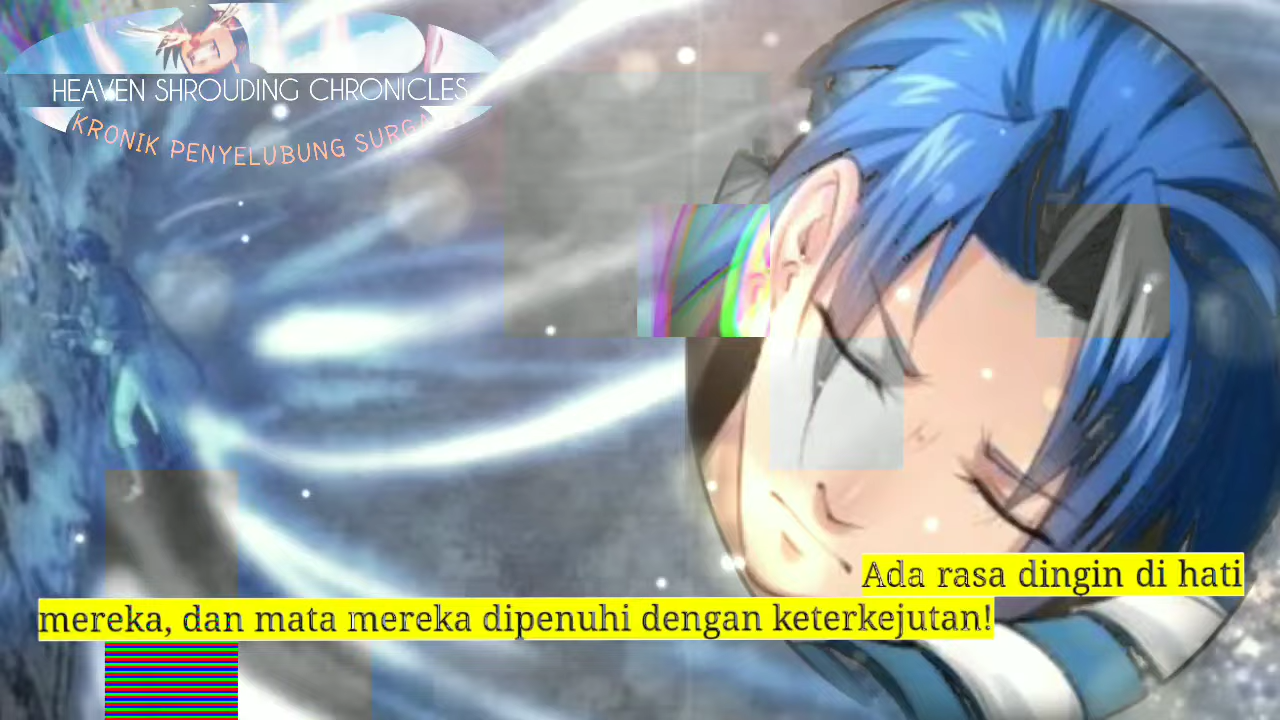 HEAVEN SHROUDING CHRONICLES
KRONIK PENYELUBUNG SURGA
Ada rasa dingin di hati
mereka, dan mata mereka dipenuhi dengan keterkejutan!